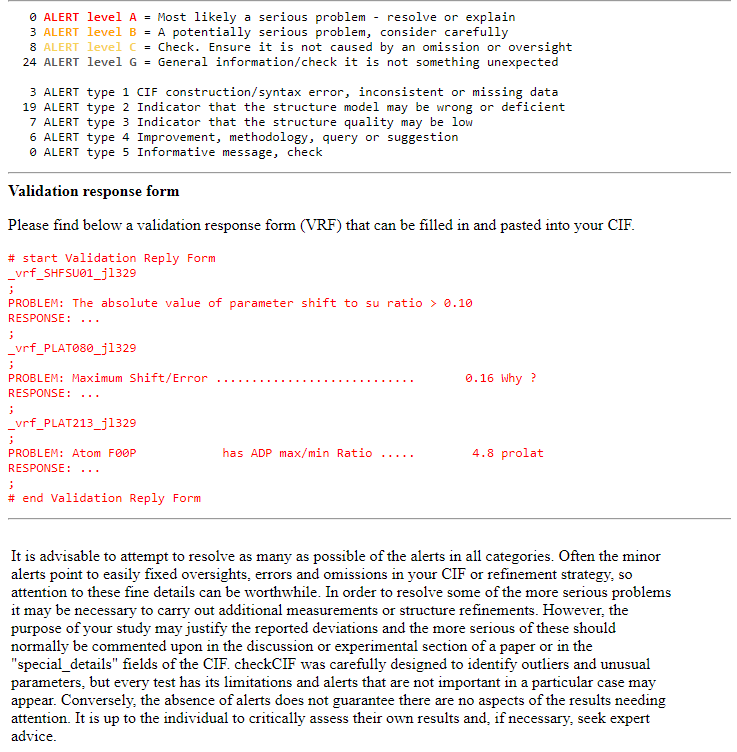 0 ALERT level A = Most likely a serious problem - resolve or explain
3 ALERT level B = A potentially serious problem, consider carefully
8 ALERT level C = Check. Ensure it is not caused by an omission or oversight
24 ALERT level G = General information/check it is not something unexpected
3 ALERT type 1 CIF construction/syntax error, inconsistent or missing data
19 ALERT type 2 Indicator that the structure model may be wrong or deficient
7 ALERT type 3 Indicator that the structure quality may be low
6 ALERT type 4 Improvement, methodology, query or suggestion
0 ALERT type 5 Informative message, check
Validation response form
Please find below a validation response form (VRF) that can be filled in and pasted into your CIF.
# start Validation Reply Form
_vrf_SHFSU01_jl329
;
PROBLEM: The absolute value of parameter shift to su ratio > 0.10
RESPONSE: ...
;
_vrf_PLAT080_jl329
;
PROBLEM: Maximum Shift/Error ............................ 0.16 Why ?
RESPONSE: ...
;
_vrf_PLAT213_jl329
;
PROBLEM: Atom F00P has ADP max/min Ratio ..... 4.8 prolat
RESPONSE: ...
;
# end Validation Reply Form
It is advisable to attempt to resolve as many as possible of the alerts in all categories. Often the minor
alerts point to easily fixed oversights, errors and omissions in your CIF or refinement strategy, so
attention to these fine details can be worthwhile. In order to resolve some of the more serious problems
it may be necessary to carry out additional measurements or structure refinements. However, the
purpose of your study may justify the reported deviations and the more serious of these should
normally be commented upon in the discussion or experimental section of a paper or in the
"special_details" fields of the CIF. checkCIF was carefully designed to identify outliers and unusual
parameters, but every test has its limitations and alerts that are not important in a particular case may
appear. Conversely, the absence of alerts does not guarantee there are no aspects of the results needing
attention. It is up to the individual to critically assess their own results and, if necessary, seek expert
advice.